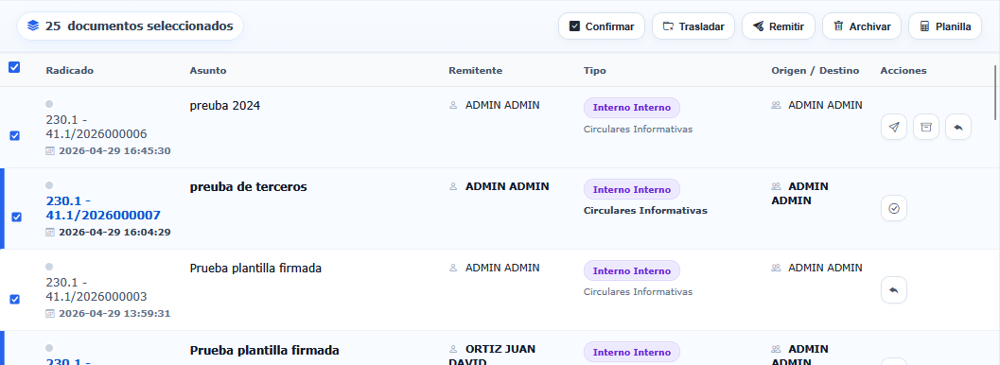 25 documentos seleccionados
Confirmar
Trasladar
Remitir
Archivar
Planilla
Radicado Asunto Remitente Tipo Origen / Destino Acciones
230.1 -
41.1/2026000006
2026-04-29 16:45:30
preuba 2024
ADMIN ADMIN
Interno Interno
Circulares Informativas
ADMIN ADMIN
230.1 -
41.1/2026000007
2026-04-29 16:04:29
preuba de terceros
ADMIN ADMIN
Interno Interno
Circulares Informativas
ADMIN
ADMIN
230.1 -
41.1/2026000003
2026-04-29 13:59:31
Prueba plantilla firmada
ADMIN ADMIN
Interno Interno
Circulares Informativas
ADMIN ADMIN
230.1 -
Prueba plantilla firmada
ORTIZ JUAN
DAVID
Interno Interno
ADMIN
ADMIN